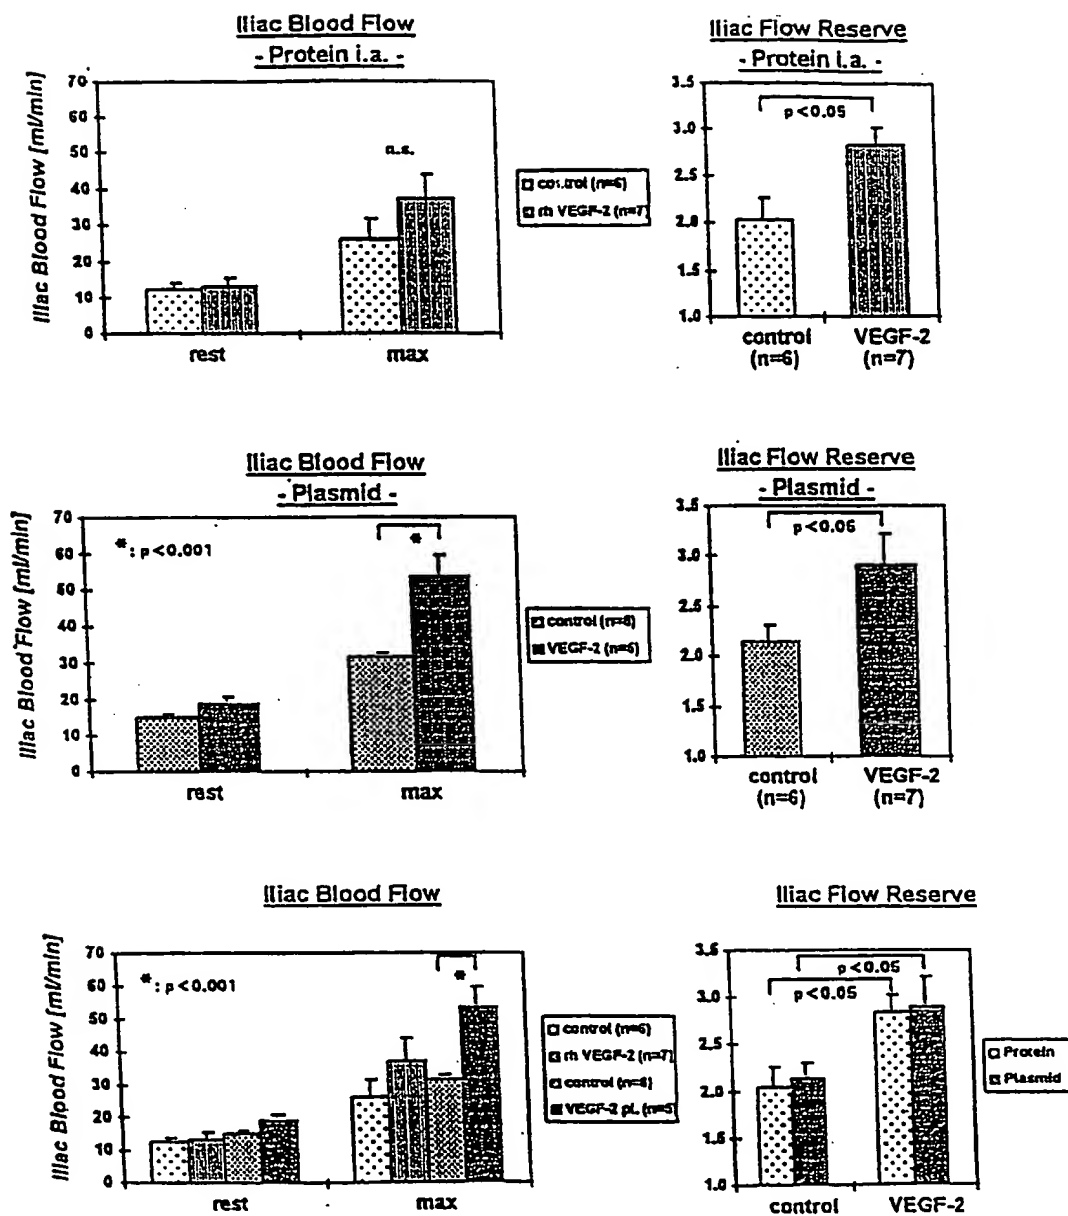 Iliac Blood Flow
- Protein i.a. -
Iliac Blood Flow [ml/min]
70
60
50
40
30
20
10
0
n.s.
rest
max
control (n=6)
rh VEGF-2 (n=7)
Iliac Flow Reserve
- Protein i.a. -
3.5
3.0
2.5
2.0
1.5
1.0
p<0.05
control
(n=6)
VEGF-2
(n=7)
Iliac Blood Flow
- Plasmid -
Iliac Blood Flow [ml/min]
70
60
50
40
30
20
10
0
*: p<0.001
*
rest
max
control
VEGF-2
Iliac Flow Reserve
- Plasmid -
3.5
3.0
2.5
2.0
1.5
1.0
p<0.05
control
(n=6)
VEGF-2
(n=7)
Iliac Blood Flow
Iliac Blood Flow [ml/min]
70
60
50
40
30
20
10
0
*: p<0.001
*
rest
max
control (n=6)
rh VEGF-2 (n=7)
control
VEGF-2 pl.
Iliac Flow Reserve
3.5
3.0
2.5
2.0
1.5
1.0
p<0.05
p<0.05
control
VEGF-2
Protein
Plasmid